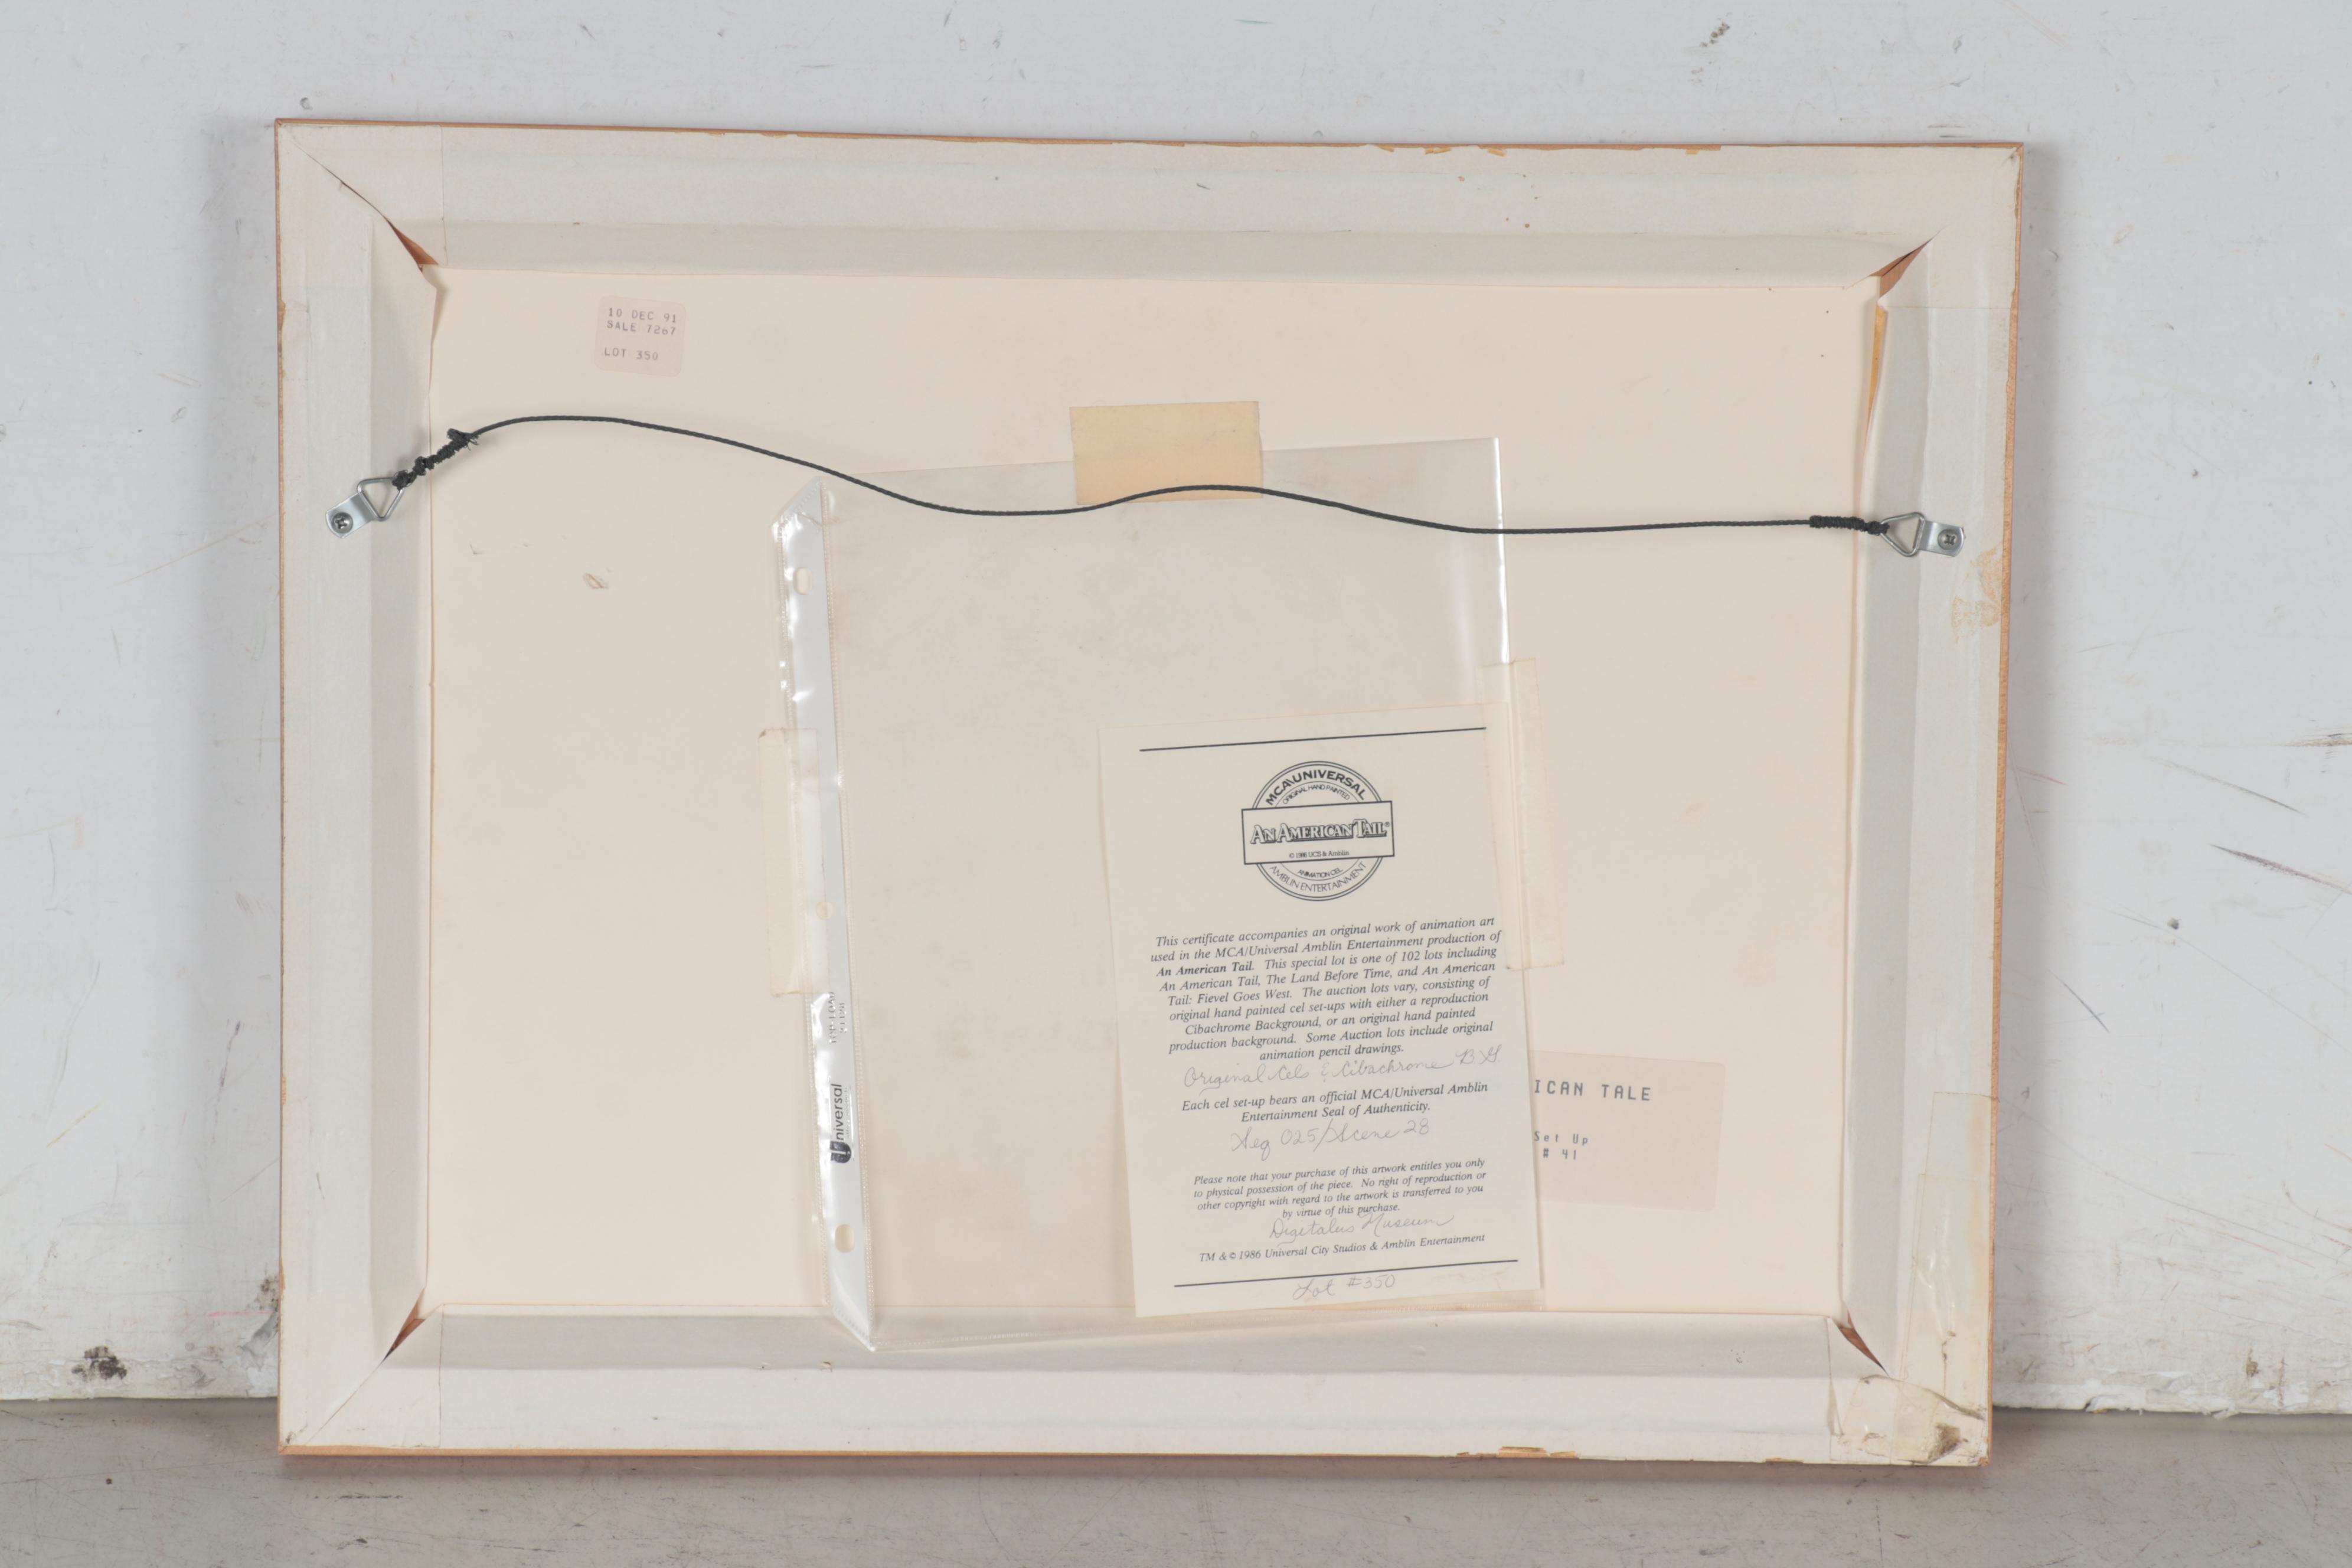 10 DEC 91
SALE 7267
LOT 350
MCA/UNIVERSAL
ORIGINAL HAND PAINTED
AN AMERICAN TAIL®
© 1986 UCS & Amblin
ANIMATION CEL
AMBLIN ENTERTAINMENT
This certificate accompanies an original work of animation art
used in the MCA/Universal Amblin Entertainment production of
An American Tail. This special lot is one of 102 lots including
An American Tail, The Land Before Time, and An American
Tail: Fievel Goes West. The auction lots vary, consisting of
original hand painted cel set-ups with either a reproduction
Cibachrome Background, or an original hand painted
production background. Some Auction lots include original
animation pencil drawings.
Original Cels & Cibachrome BG
Each cel set-up bears an official MCA/Universal Amblin
Entertainment Seal of Authenticity.
Seq 025/Scene 28
Please note that your purchase of this artwork entitles you only
to physical possession of the piece. No right of reproduction or
other copyright with regard to the artwork is transferred to you
by virtue of this purchase.
Digitalus Museum
TM & © 1986 Universal City Studios & Amblin Entertainment
Lot #350
ICAN TALE
Set Up
# 41
Universal